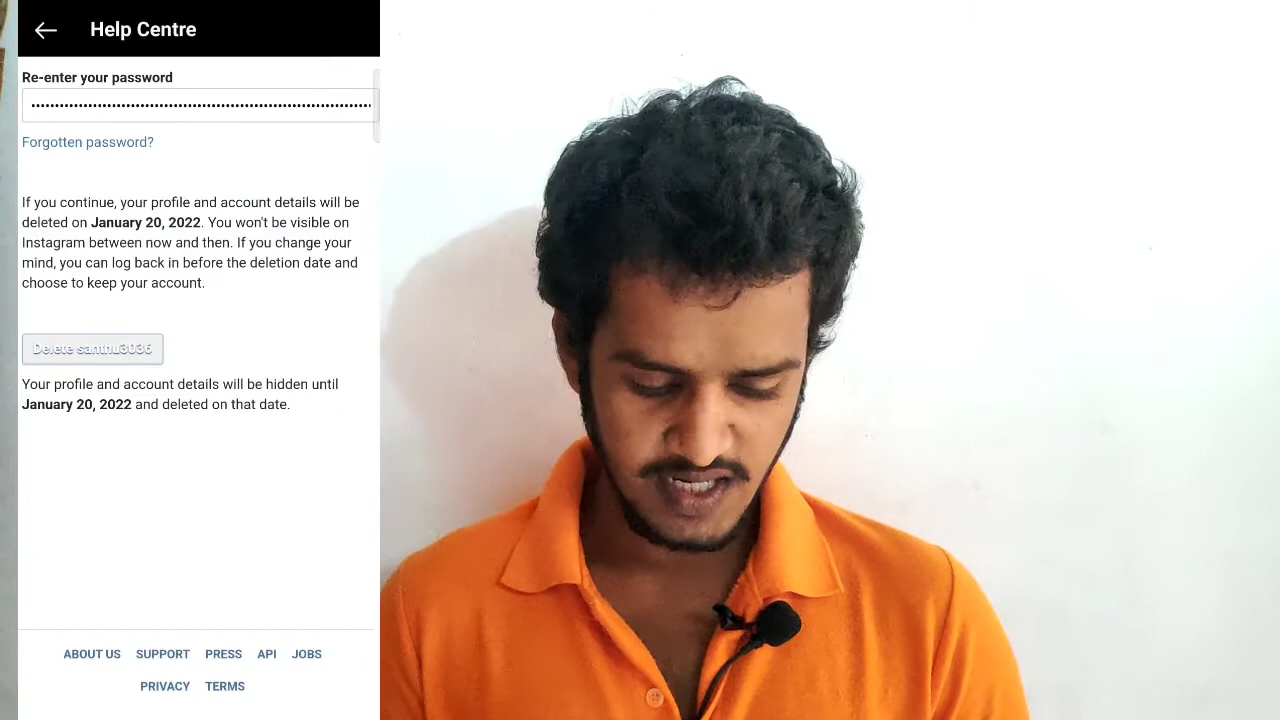 Help Centre
Re-enter your password
Forgotten password?
If you continue, your profile and account details will be
deleted on January 20, 2022. You won't be visible on
Instagram between now and then. If you change your
mind, you can log back in before the deletion date and
choose to keep your account.
Delete santhu3036
Your profile and account details will be hidden until
January 20, 2022 and deleted on that date.
ABOUT US SUPPORT PRESS API JOBS
PRIVACY TERMS